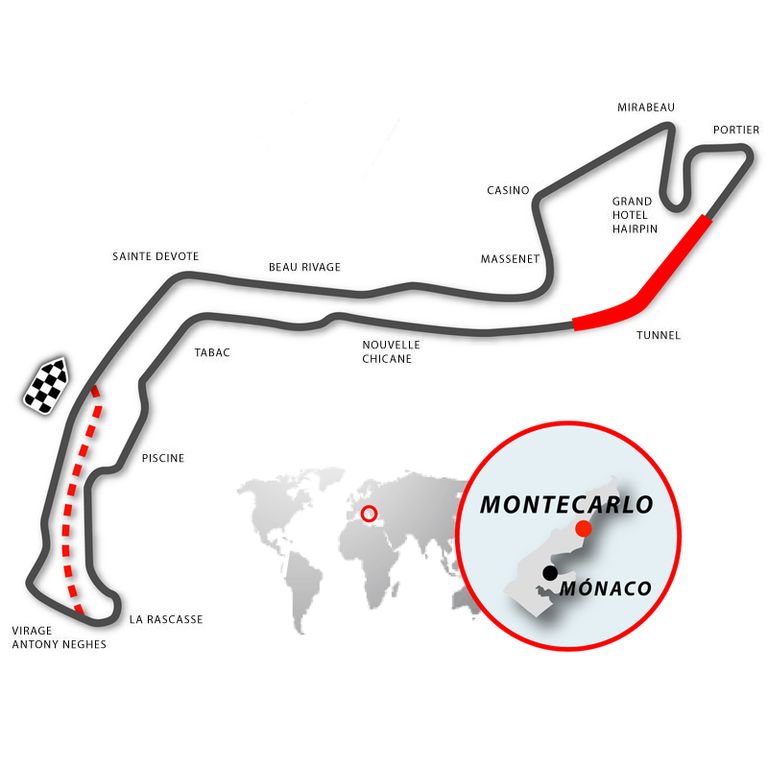 MIRABEAU
PORTIER
CASINO
GRAND
HOTEL
HAIRPIN
SAINTE DEVOTE
BEAU RIVAGE
MASSENET
TUNNEL
TABAC
NOUVELLE
CHICANE
PISCINE
MONTECARLO
MÓNACO
LA RASCASSE
VIRAGE
ANTONY NEGHES